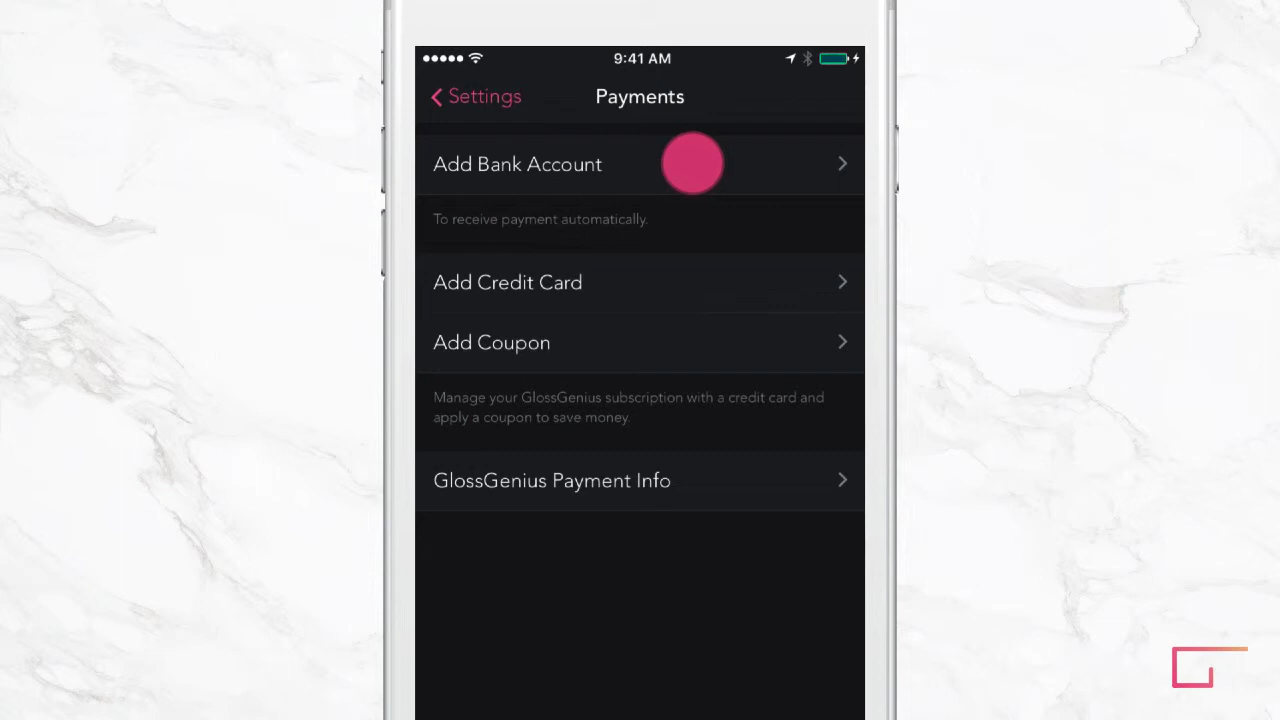 9:41 AM
Settings
Payments
Add Bank Account
To receive payment automatically.
Add Credit Card
Add Coupon
Manage your GlossGenius subscription with a credit card and
apply a coupon to save money.
GlossGenius Payment Info